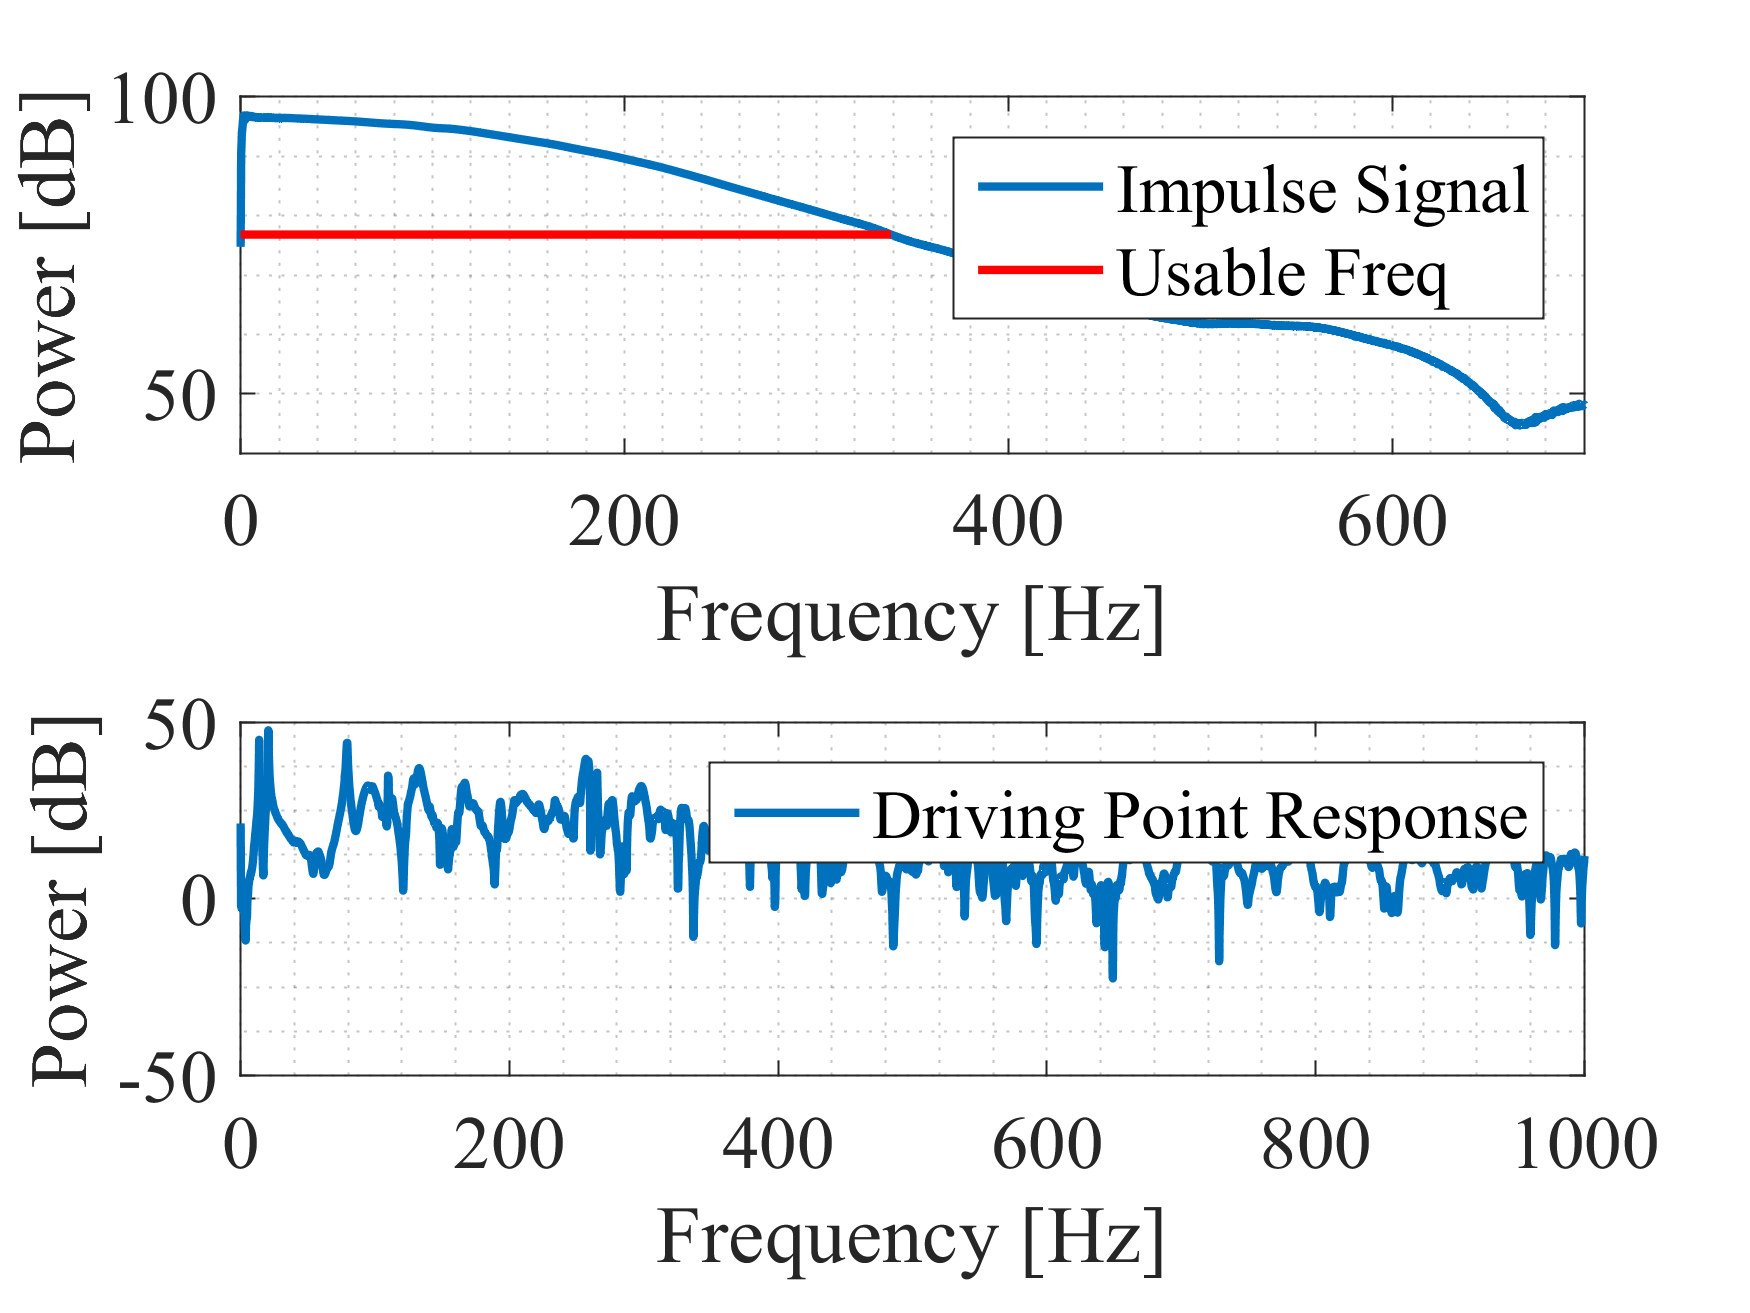 100
50
Power [dB]
Impulse Signal
Usable Freq
0 200 400 600
Frequency [Hz]
50
0
-50
Power [dB]
Driving Point Response
0 200 400 600 800 1000
Frequency [Hz]